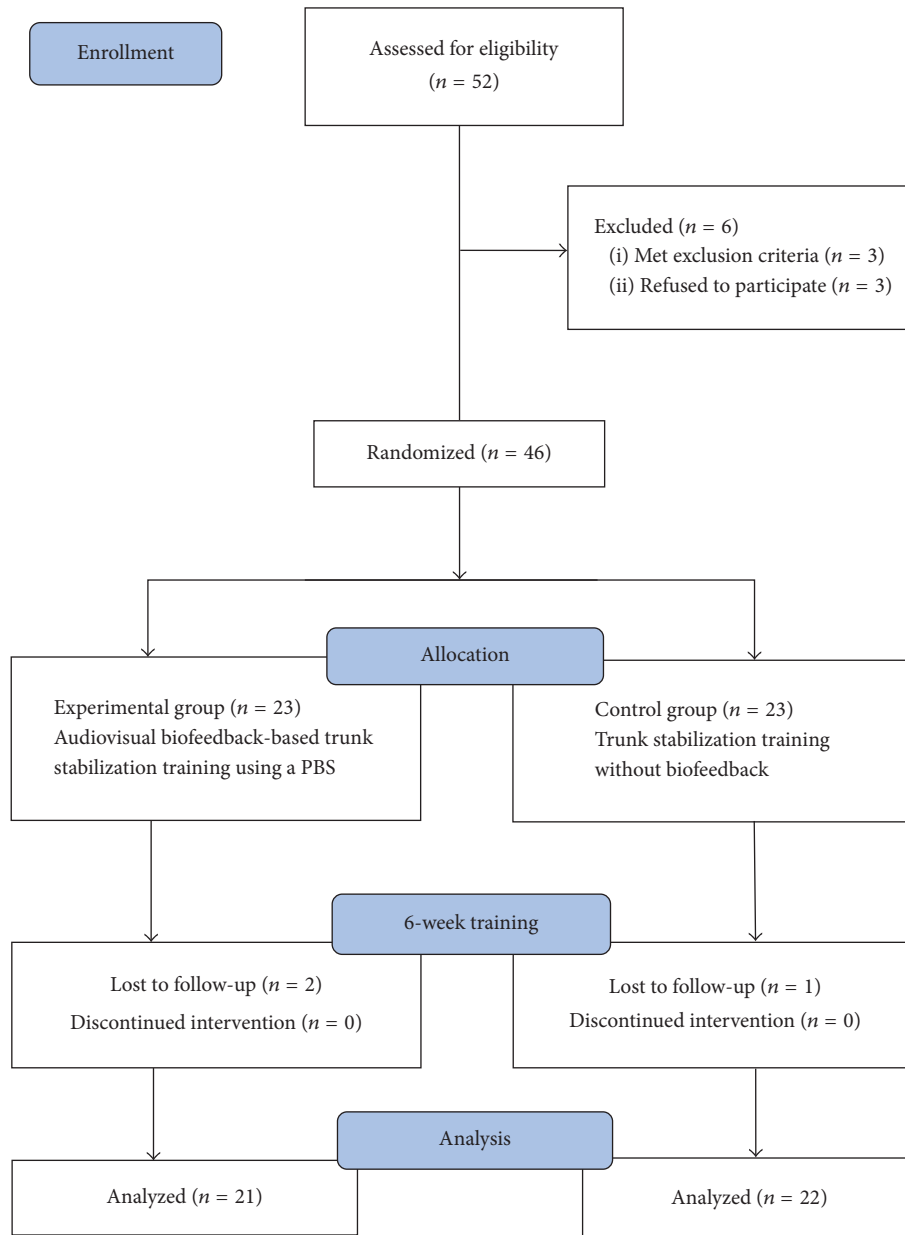 Enrollment
Assessed for eligibility
(n = 52)
Excluded (n = 6)
(i) Met exclusion criteria (n = 3)
(ii) Refused to participate (n = 3)
Randomized (n = 46)
Allocation
Experimental group (n = 23)
Audiovisual biofeedback-based trunk
stabilization training using a PBS
Control group (n = 23)
Trunk stabilization training
without biofeedback
6-week training
Lost to follow-up (n = 2)
Discontinued intervention (n = 0)
Lost to follow-up (n = 1)
Discontinued intervention (n = 0)
Analysis
Analyzed (n = 21)
Analyzed (n = 22)